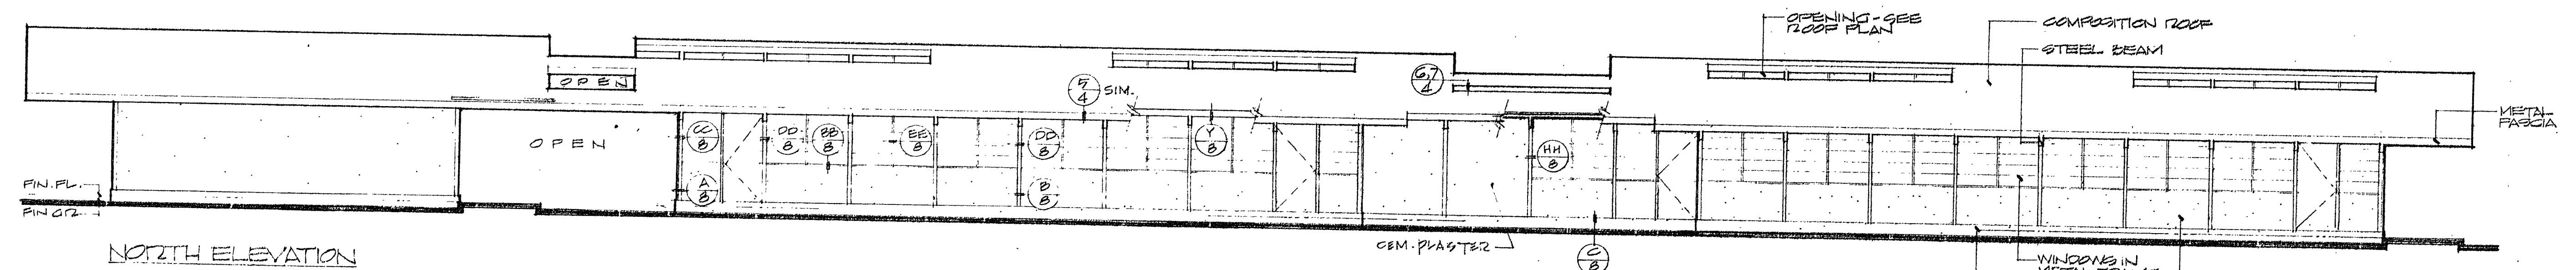 OPENING-SEE
ROOF PLAN
COMPOSITION ROOF
STEEL BEAM
OPEN
6,7
4
5
4
SIM.
METAL
FASCIA
OPEN
CC
8
DD
8
BB
8
EE
8
DD
8
Y
8
HH
8
A
8
B
8
FIN. FL.
FIN GR.
NORTH ELEVATION
CEM. PLASTER
C
8
WINDOWS IN